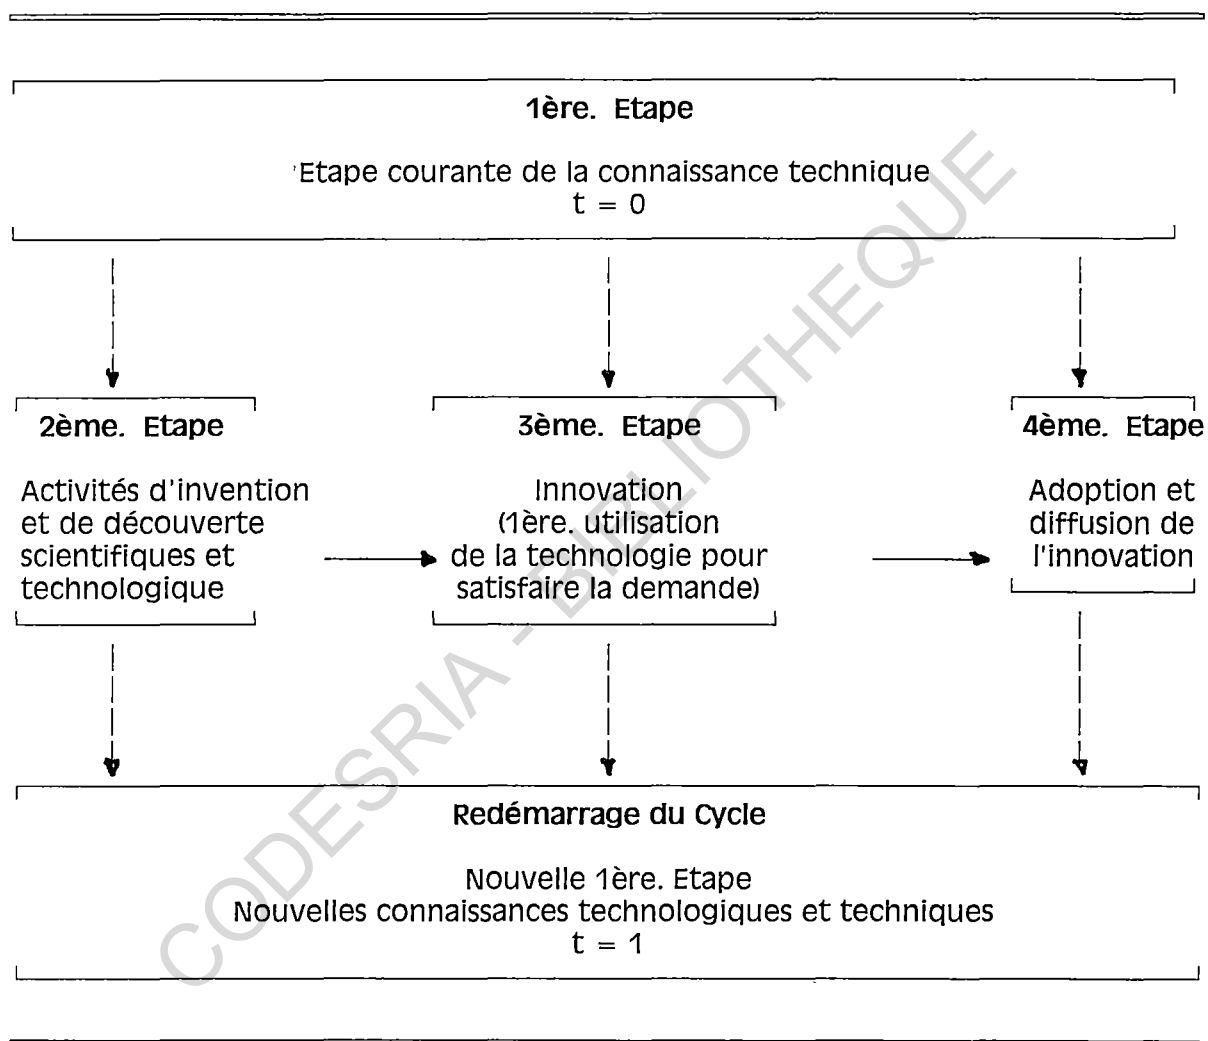 1ère. Etape
Etape courante de la connaissance technique
t = 0
2ème. Etape
Activités d'invention
et de découverte
scientifiques et
technologique
3ème. Etape
Innovation
(1ère. utilisation
de la technologie pour
satisfaire la demande)
4ème. Etape
Adoption et
diffusion de
l'innovation
Redémarrage du Cycle
Nouvelle 1ère. Etape
Nouvelles connaissances technologiques et techniques
t = 1
CODESRIA - BIBLIOTHEQUE